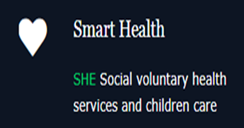 Smart Health
SHE Social voluntary health
services and children care